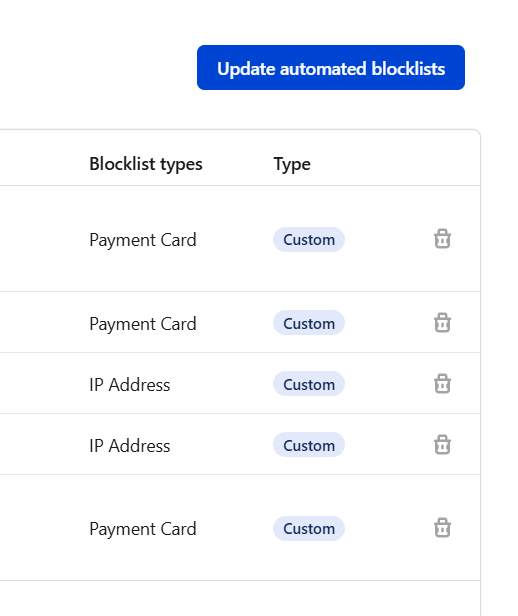 Update automated blocklists
Blocklist types Type
Payment Card Custom
Payment Card Custom
IP Address Custom
IP Address Custom
Payment Card Custom